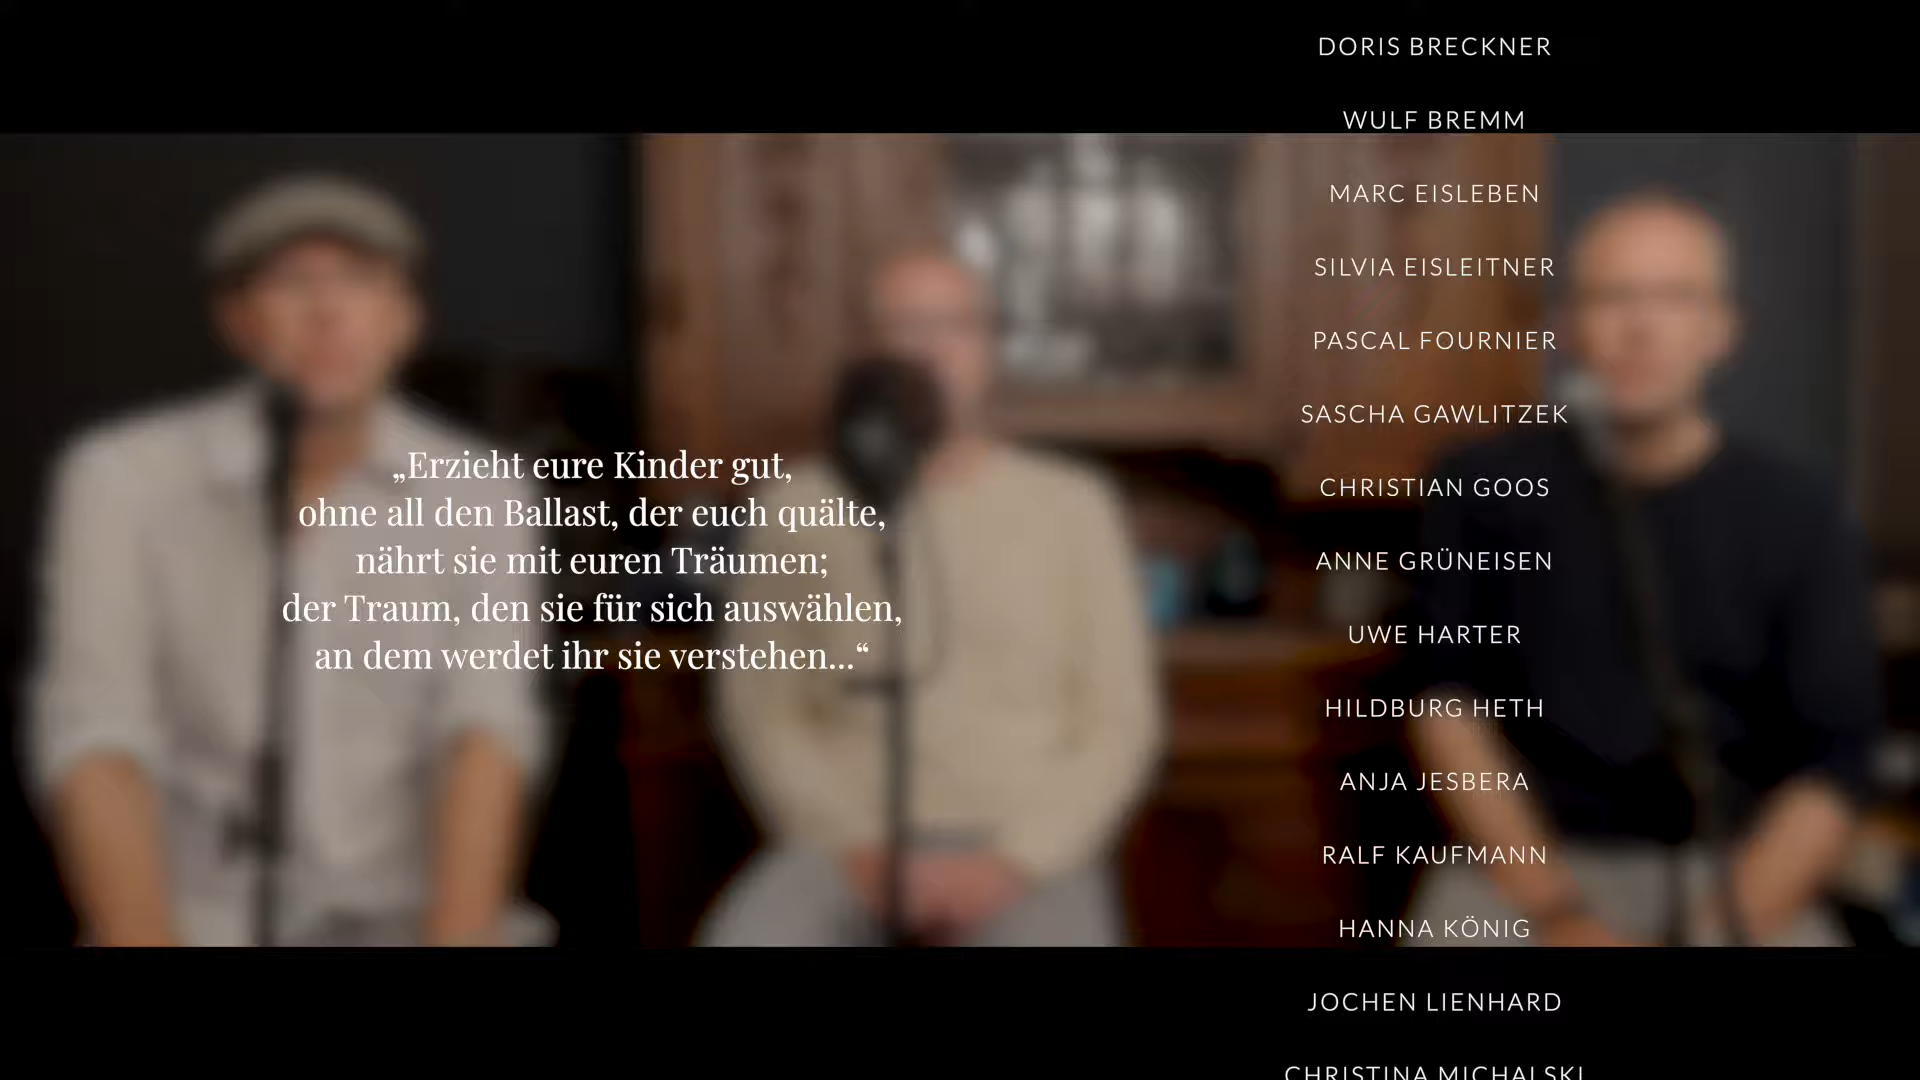 „Erzieht eure Kinder gut,
ohne all den Ballast, der euch quälte,
nährt sie mit euren Träumen;
der Traum, den sie für sich auswählen,
an dem werdet ihr sie verstehen...“
DORIS BRECKNER
WULF BREMM
MARC EISLEBEN
SILVIA EISLEITNER
PASCAL FOURNIER
SASCHA GAWLITZEK
CHRISTIAN GOOS
ANNE GRÜNEISEN
UWE HARTER
HILDBURG HETH
ANJA JESBERA
RALF KAUFMANN
HANNA KÖNIG
JOCHEN LIENHARD
CHRISTINA MICHALSKI